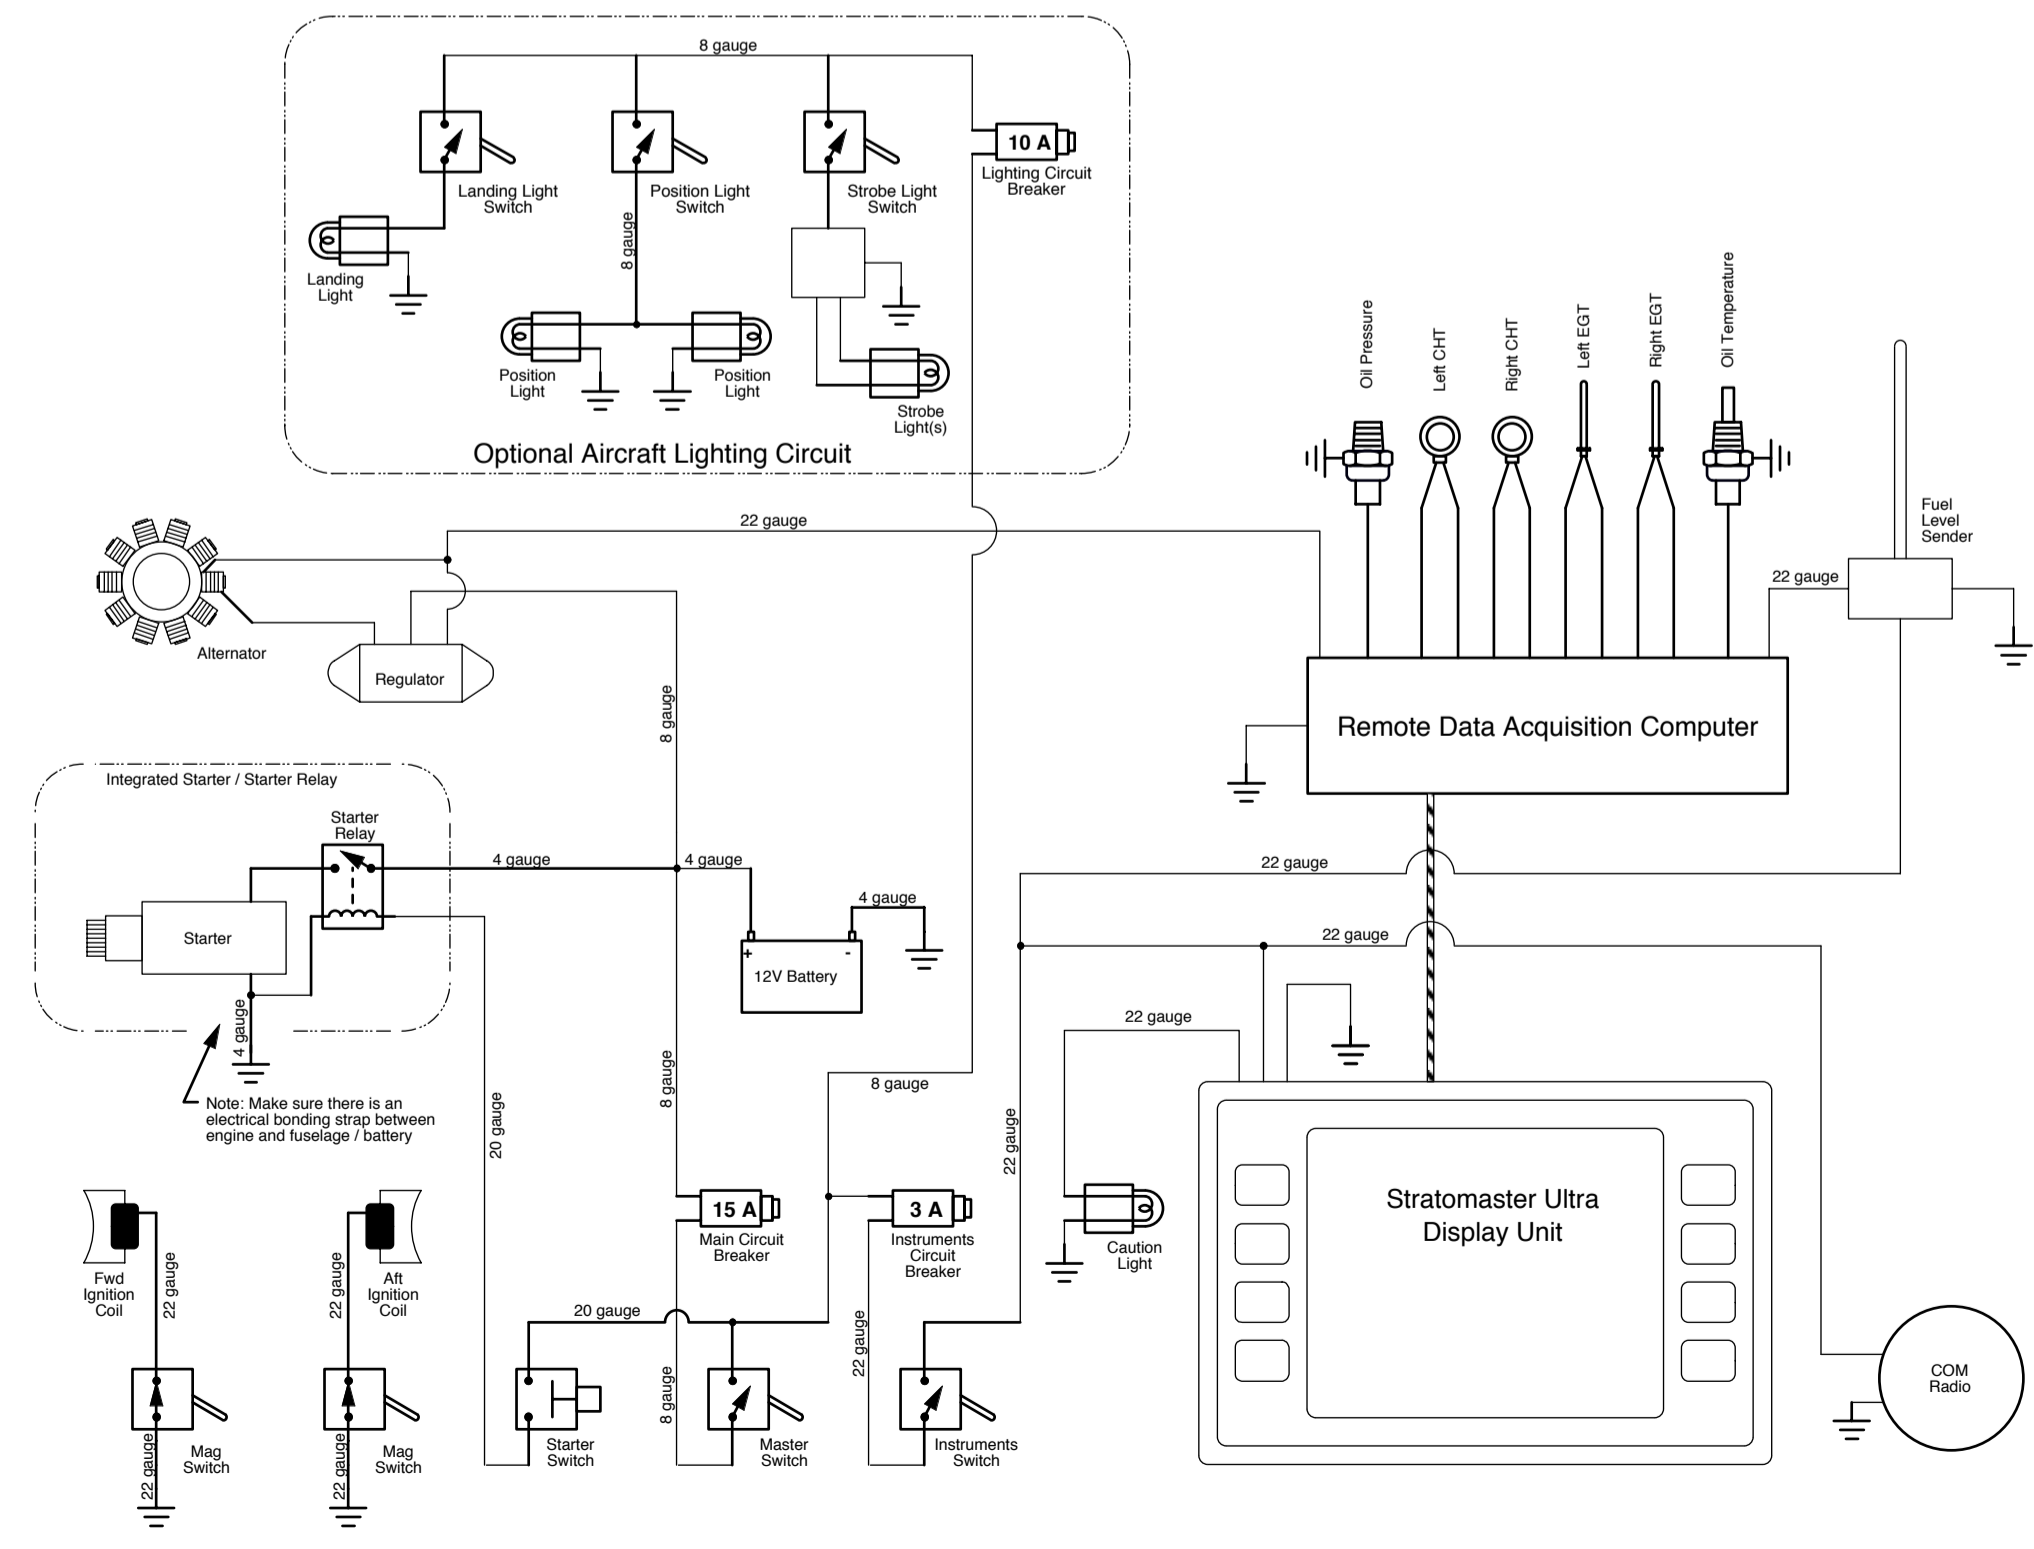 8 gauge
10 A
Lighting Circuit
Breaker
Landing Light
Switch
Position Light
Switch
Strobe Light
Switch
8 gauge
Landing
Light
Position
Light
Position
Light
Strobe
Light(s)
Optional Aircraft Lighting Circuit
Oil Pressure
Left CHT
Right CHT
Left EGT
Right EGT
Oil Temperature
Fuel
Level
Sender
22 gauge
22 gauge
Alternator
Regulator
8 gauge
Remote Data Acquisition Computer
Integrated Starter / Starter Relay
Starter
Relay
4 gauge
4 gauge
4 gauge
22 gauge
Starter
+
-
12V Battery
22 gauge
4 gauge
22 gauge
8 gauge
8 gauge
Note: Make sure there is an
electrical bonding strap between
engine and fuselage / battery
20 gauge
22 gauge
15 A
Main Circuit
Breaker
3 A
Instruments
Circuit
Breaker
Caution
Light
Stratomaster Ultra
Display Unit
Fwd
Ignition
Coil
22 gauge
22 gauge
Aft
Ignition
Coil
20 gauge
22 gauge
8 gauge
COM
Radio
22 gauge
Mag
Switch
22 gauge
Mag
Switch
Starter
Switch
Master
Switch
Instruments
Switch